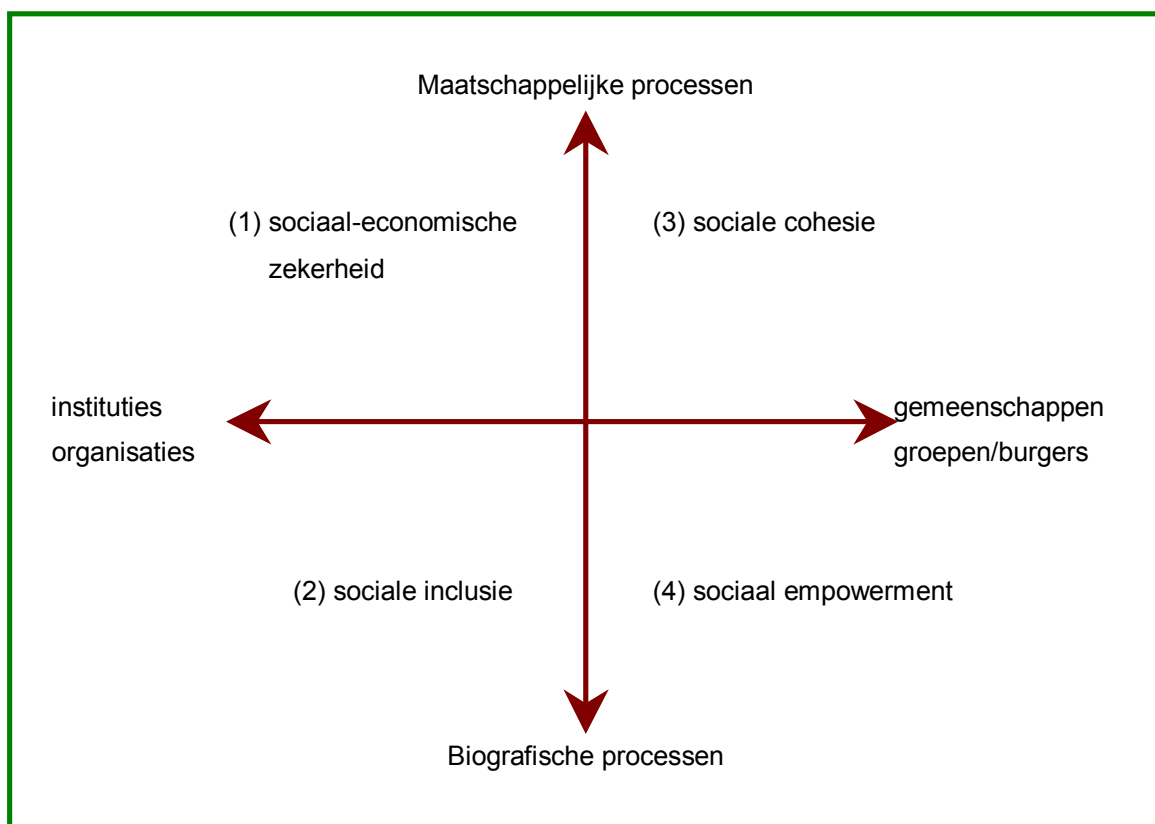 Maatschappelijke processen
(1) sociaal-economische
zekerheid
(3) sociale cohesie
instituties
organisaties
gemeenschappen
groepen/burgers
(2) sociale inclusie
(4) sociaal empowerment
Biografische processen